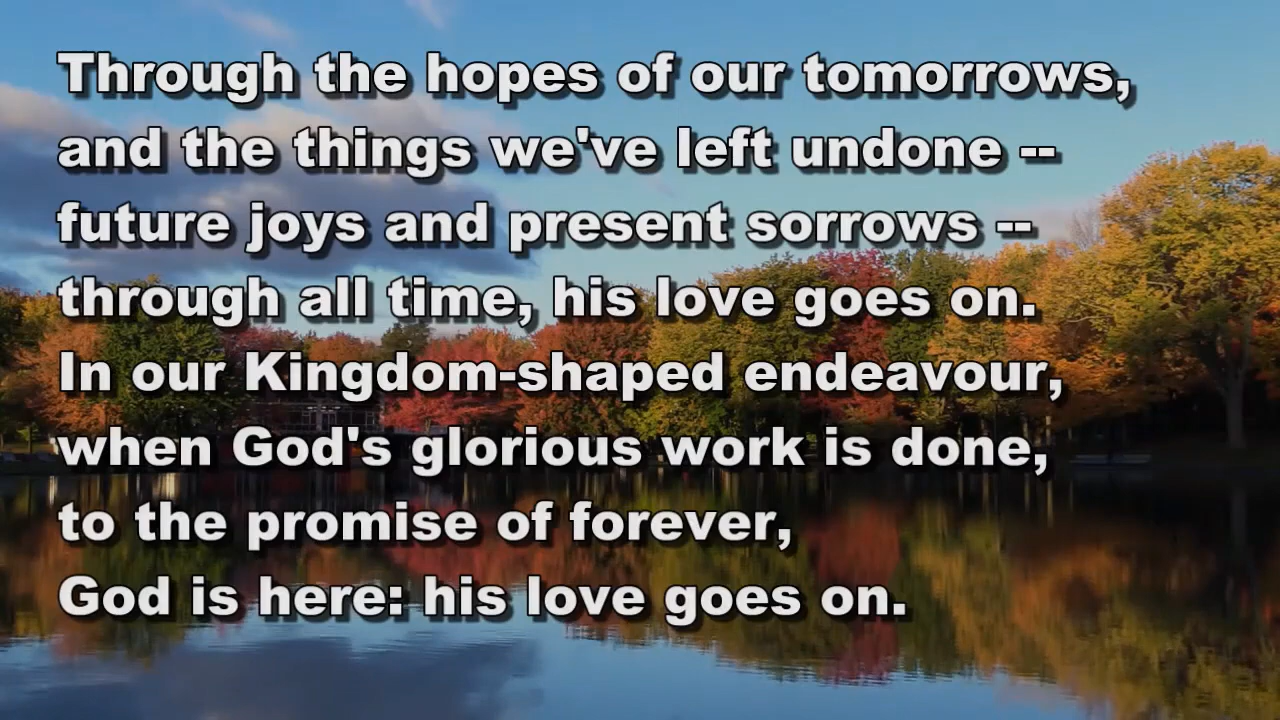 Through the hopes of our tomorrows,
and the things we've left undone --
future joys and present sorrows --
through all time, his love goes on.
In our Kingdom-shaped endeavour,
when God's glorious work is done,
to the promise of forever,
God is here: his love goes on.